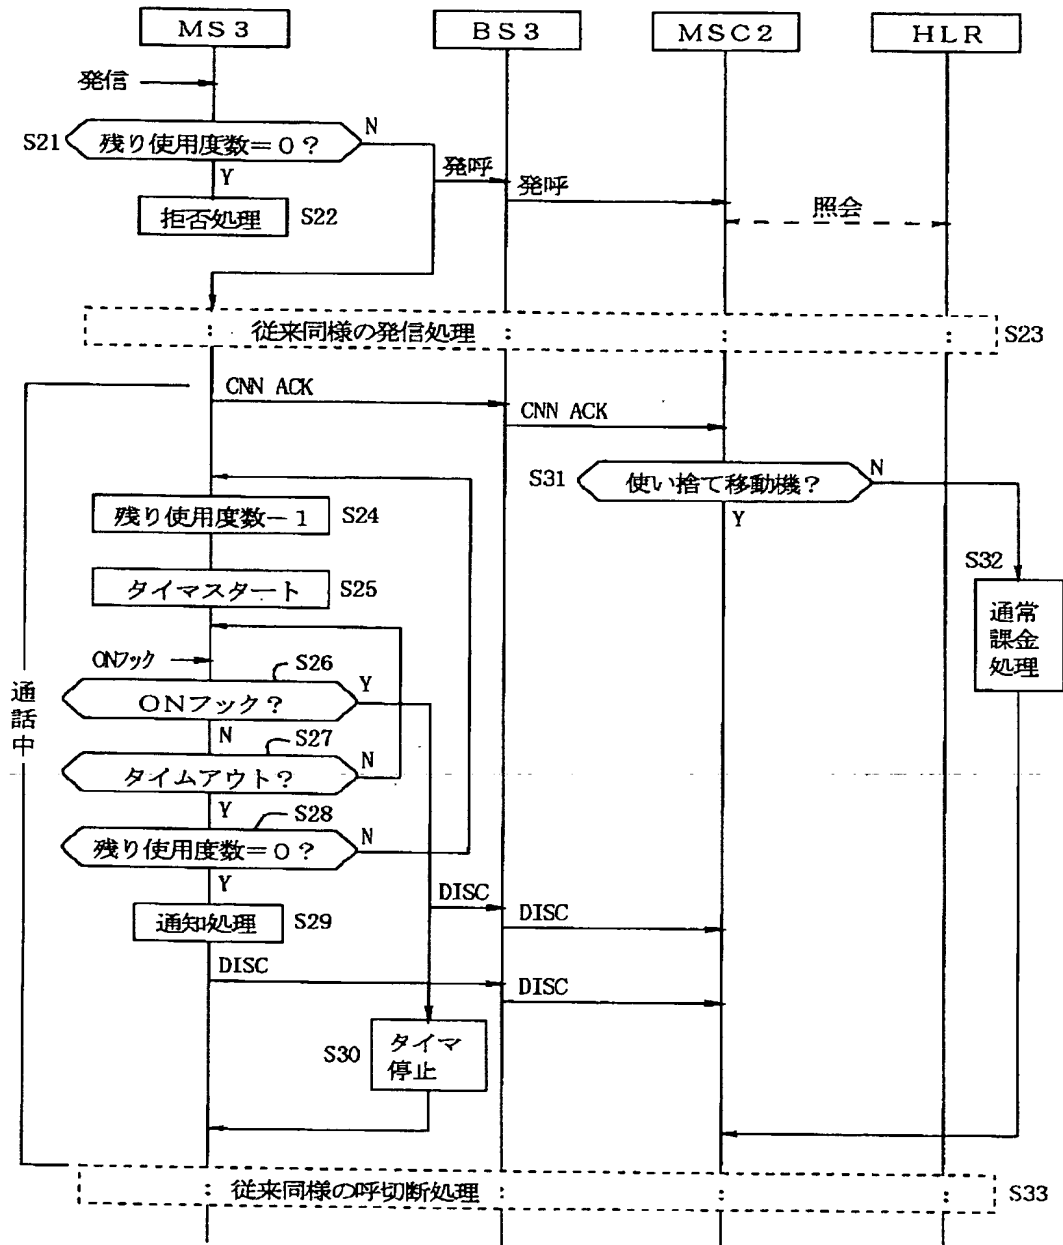 MS3
BS3
MSC2
HLR
発信
S21
残り使用度数=0?
N
Y
発呼
発呼
拒否処理
S22
照会
従来同様の発信処理
S23
CNN ACK
CNN ACK
S31
使い捨て移動機?
N
Y
残り使用度数-1
S24
タイマスタート
S25
S32
通常
課金
処理
ONフック
S26
ONフック?
Y
N
通話中
S27
タイムアウト?
N
Y
S28
残り使用度数=0?
N
Y
DISC
DISC
通知処理
S29
DISC
DISC
S30
タイマ
停止
従来同様の呼切断処理
S33